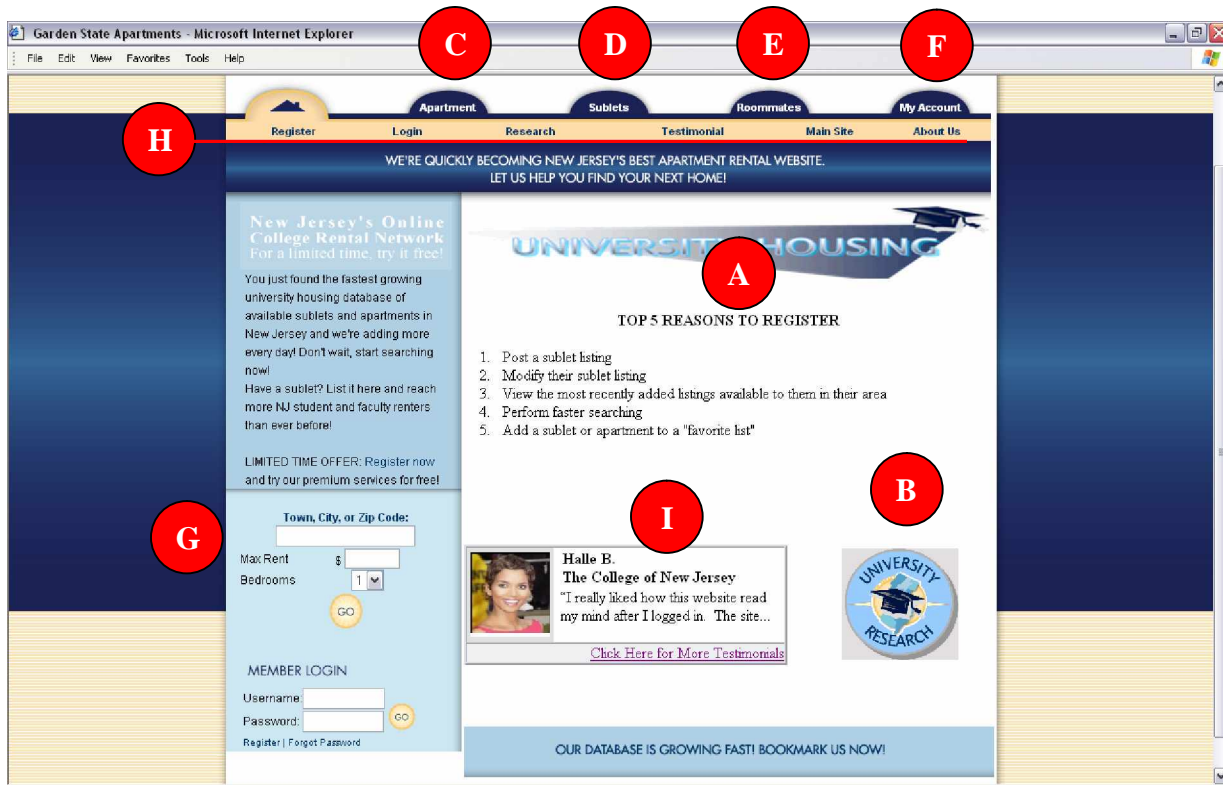 Garden State Apartments - Microsoft Internet Explorer
File Edit View Favorites Tools Help
C D E F
Apartment Sublets Roommates My Account
H
Register Login Research Testimonial Main Site About Us
WE'RE QUICKLY BECOMING NEW JERSEY'S BEST APARTMENT RENTAL WEBSITE.
LET US HELP YOU FIND YOUR NEXT HOME!
New Jersey's Online
College Rental Network
For a limited time, try it free!
You just found the fastest growing
university housing database of
available sublets and apartments in
New Jersey and we're adding more
every day! Don't wait, start searching
now!
Have a sublet? List it here and reach
more NJ student and faculty renters
than ever before!
LIMITED TIME OFFER: Register now
and try our premium services for free!
G
Town, City, or Zip Code:
Max Rent $
Bedrooms 1
GO
MEMBER LOGIN
Username:
Password: GO
Register | Forgot Password
UNIVERSITY HOUSING
A
TOP 5 REASONS TO REGISTER
1. Post a sublet listing
2. Modify their sublet listing
3. View the most recently added listings available to them in their area
4. Perform faster searching
5. Add a sublet or apartment to a "favorite list"
B
I
Halle B.
The College of New Jersey
"I really liked how this website read
my mind after I logged in. The site...
Click Here for More Testimonials
UNIVERSITY
RESEARCH
OUR DATABASE IS GROWING FAST! BOOKMARK US NOW!